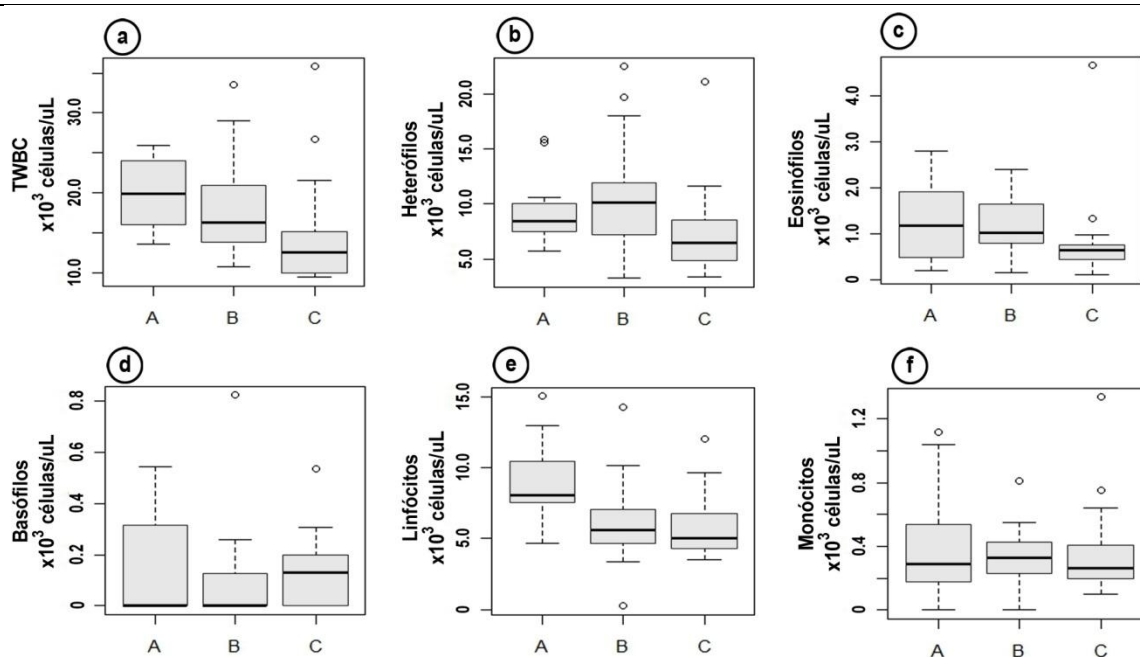 a
TWBC
x10³ células/uL
30.0
20.0
10.0
A B C
b
Heterófilos
x10³ células/uL
20.0
15.0
10.0
5.0
A B C
c
Eosinófilos
x10³ células/uL
4.0
3.0
2.0
1.0
0
A B C
d
Basófilos
x10³ células/uL
0.8
0.6
0.4
0.2
0
A B C
e
Linfócitos
x10³ células/uL
15.0
10.0
5.0
0
A B C
f
Monócitos
x10³ células/uL
1.2
0.8
0.4
0
A B C